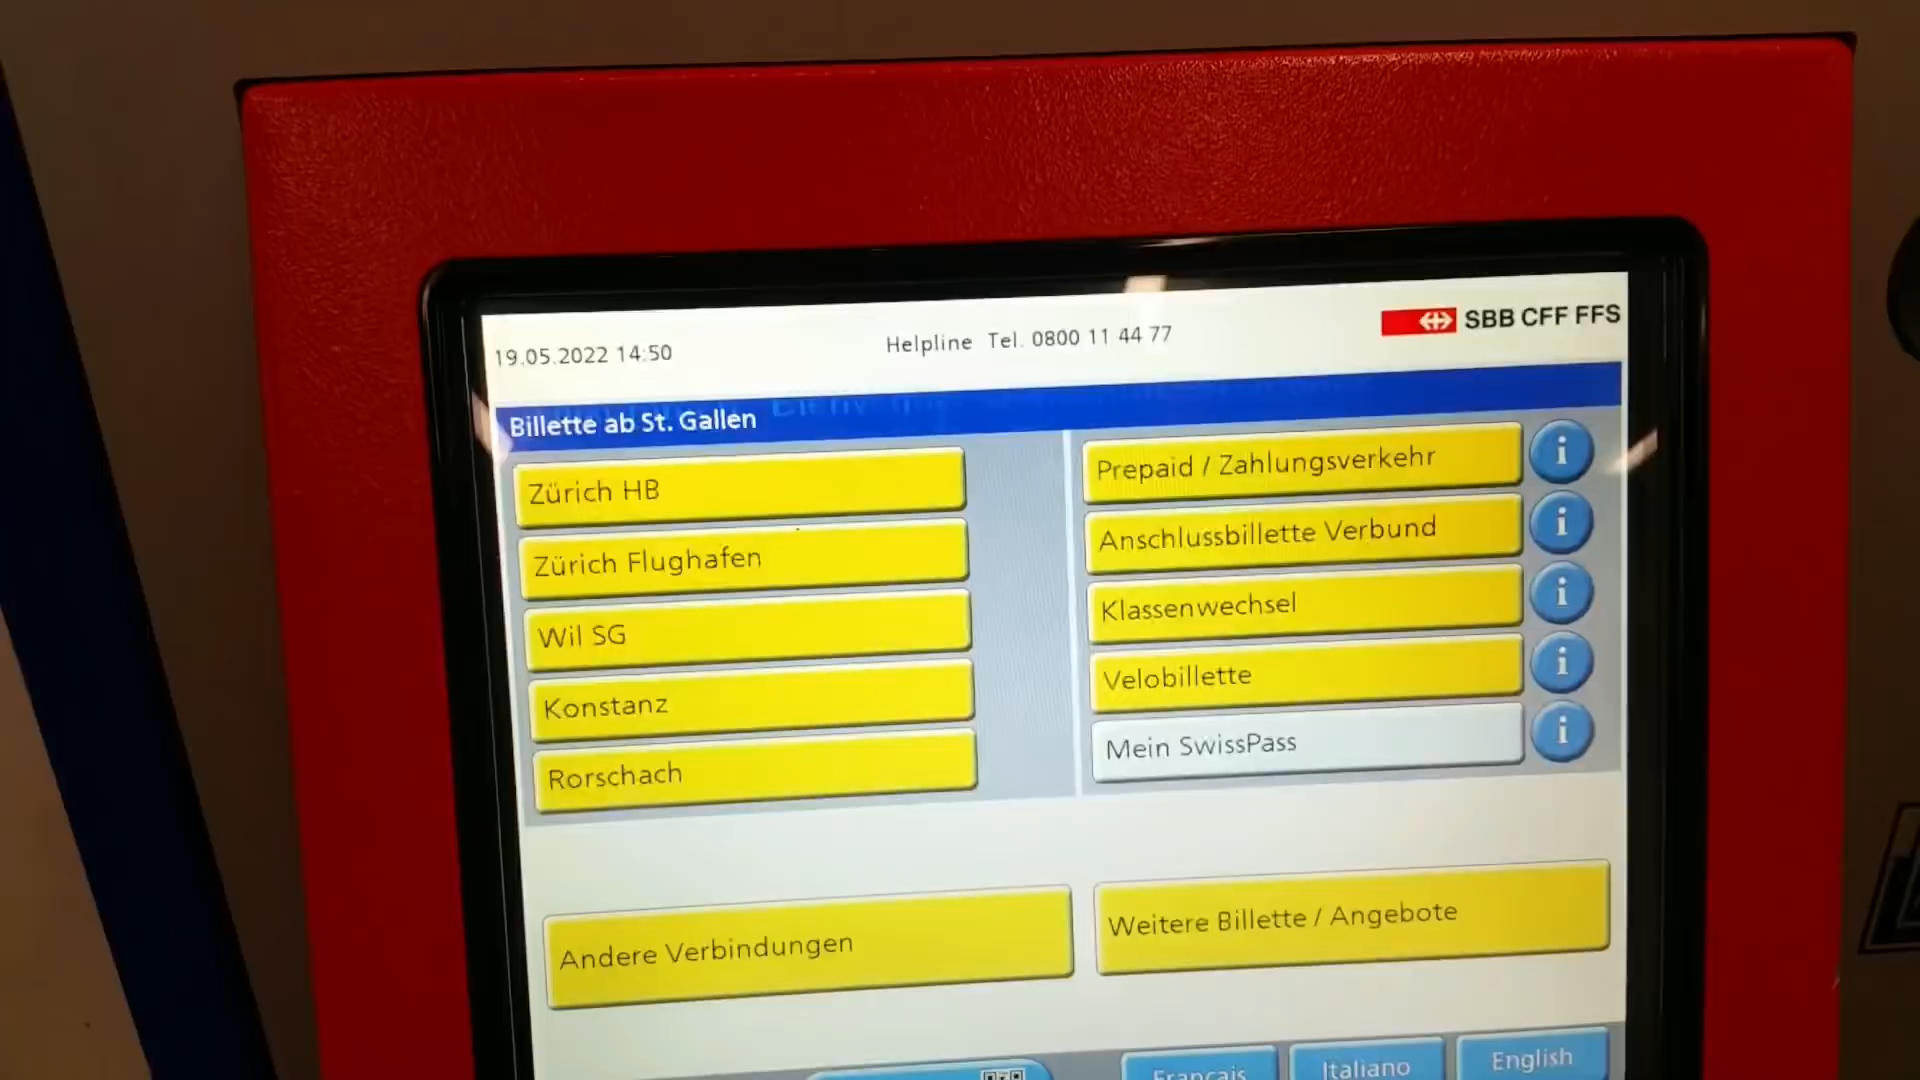 19.05.2022 14:50
Helpline Tel. 0800 11 44 77
SBB CFF FFS
Billette ab St. Gallen
Zürich HB
Zürich Flughafen
Wil SG
Konstanz
Rorschach
Prepaid / Zahlungsverkehr
i
Anschlussbillette Verbund
i
Klassenwechsel
i
Velobillette
i
Mein SwissPass
i
Andere Verbindungen
Weitere Billette / Angebote
Français
Italiano
English